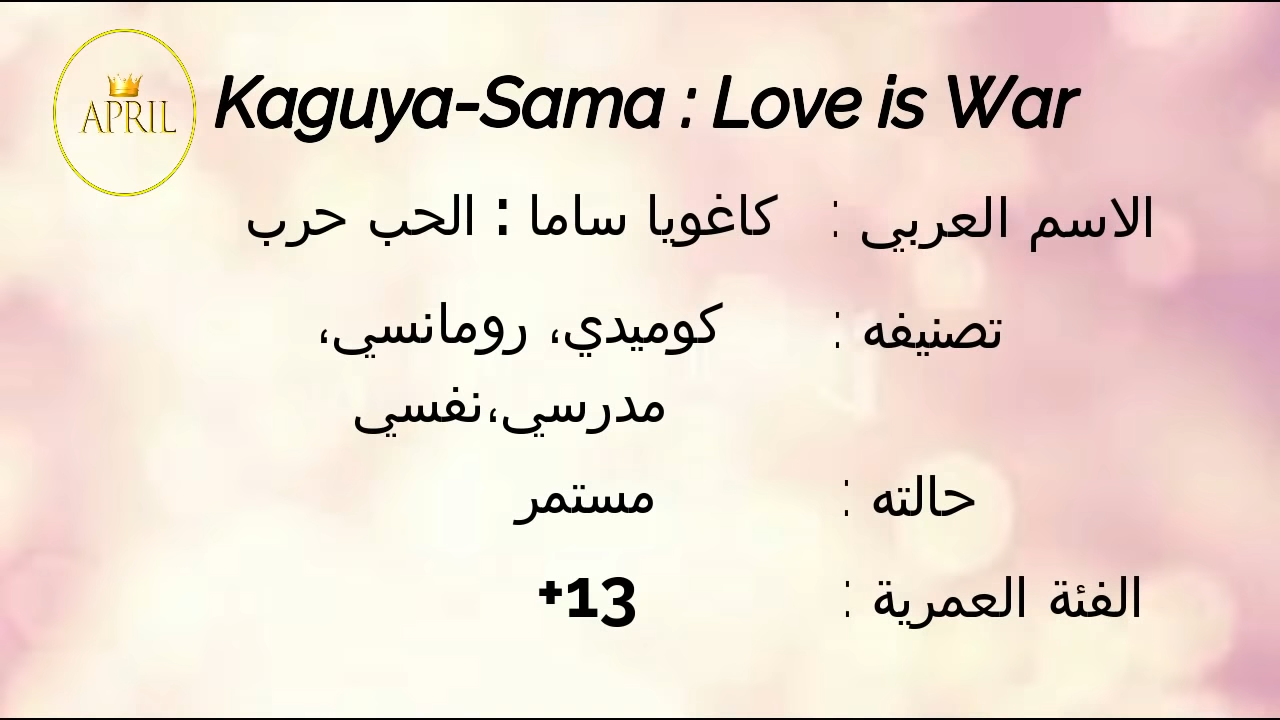 APRIL
Kaguya-Sama : Love is War
الاسم العربي : كاغويا ساما : الحب حرب
تصنيفه : كوميدي، رومانسي،
مدرسي،نفسي
حالته : مستمر
الفئة العمرية : +13